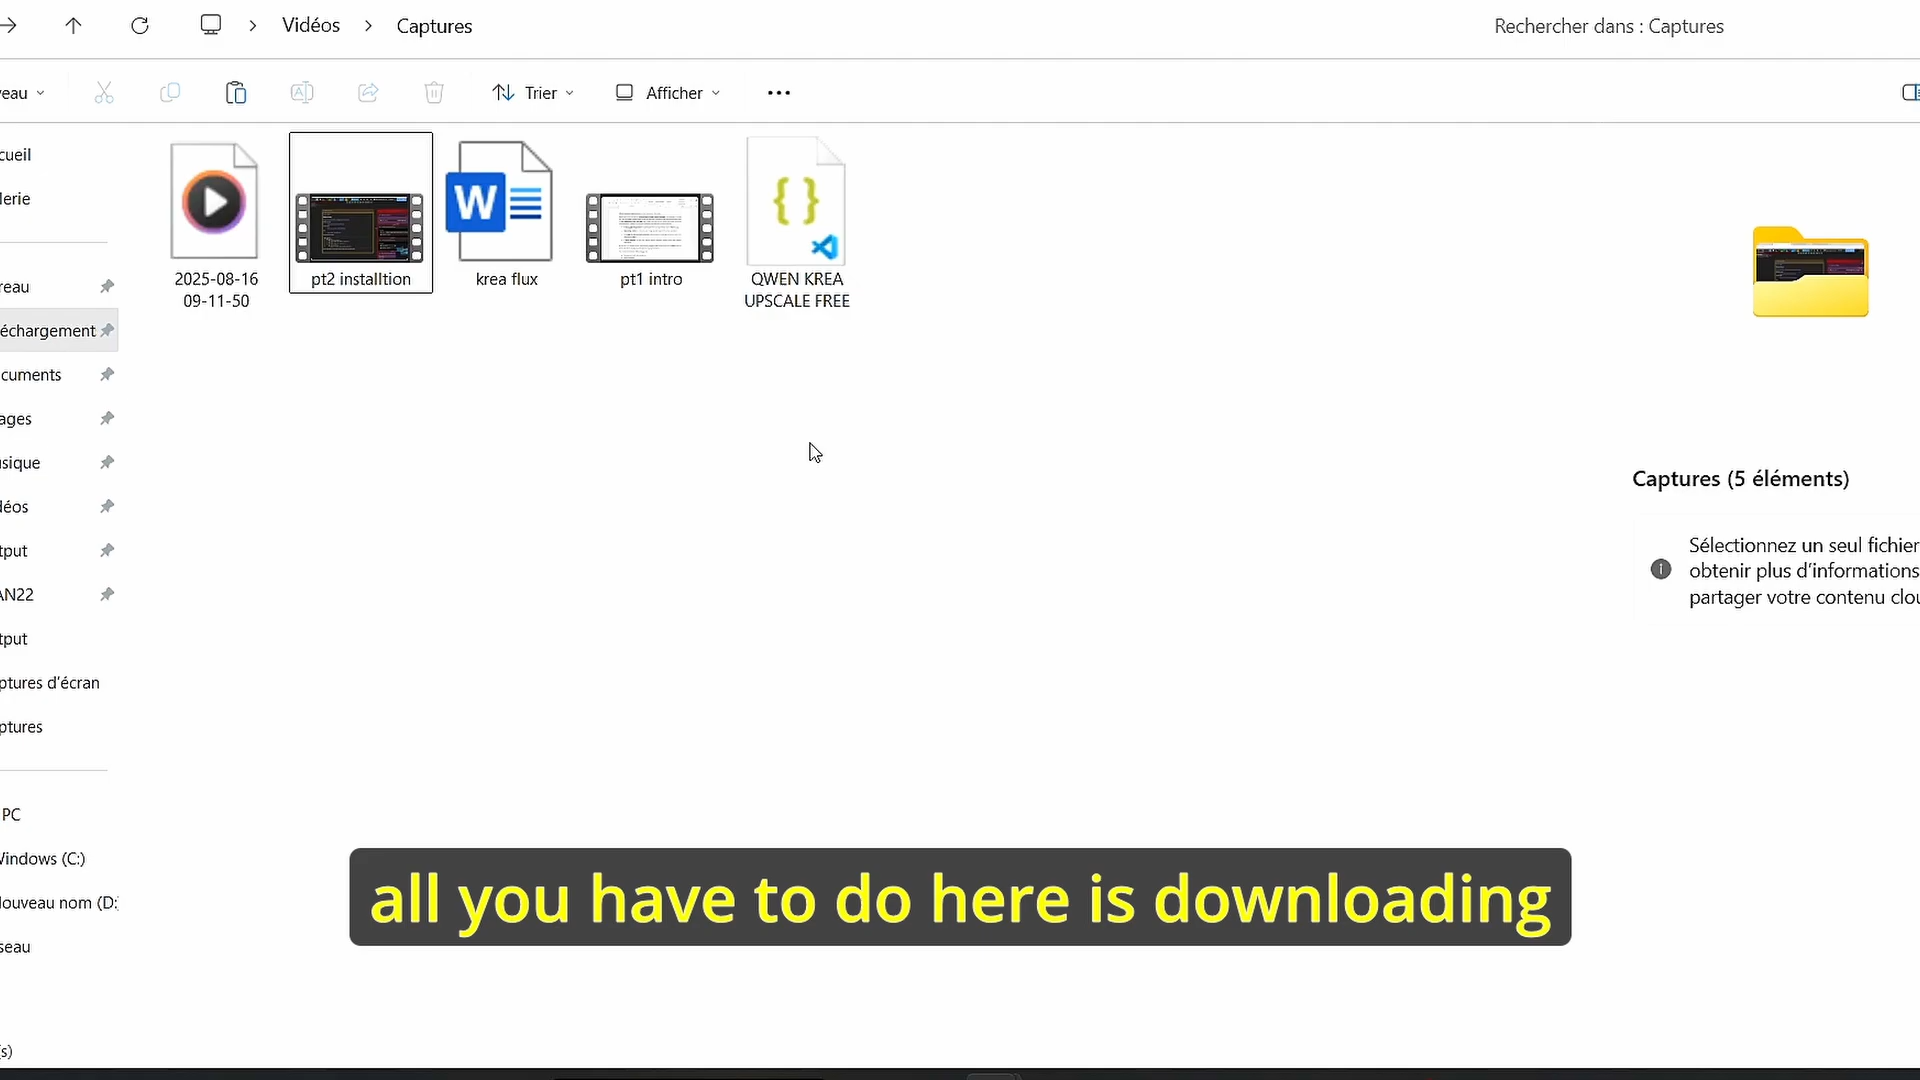 Vidéos
Captures
Rechercher dans : Captures
eau
Trier
Afficher
cueil
lerie
reau
échargement
cuments
ages
sique
déos
tput
AN22
tput
ptures d'écran
ptures
PC
Windows (C:)
louveau nom (D:)
seau
2025-08-16
09-11-50
pt2 installtion
krea flux
pt1 intro
QWEN KREA
UPSCALE FREE
Captures (5 éléments)
Sélectionnez un seul fichier
obtenir plus d'informations
partager votre contenu clou
all you have to do here is downloading